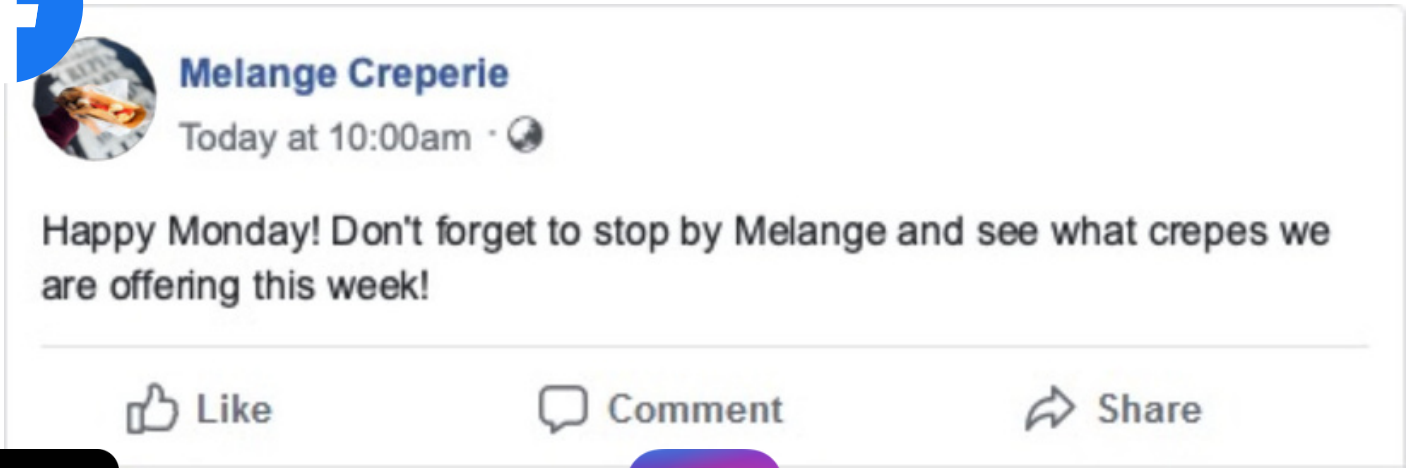 Melange Creperie
Today at 10:00am ·
Happy Monday! Don't forget to stop by Melange and see what crepes we
are offering this week!
Like Comment Share